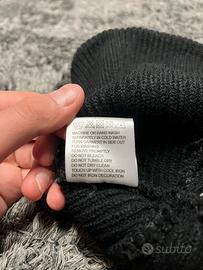 MACHINE OR HAND WASH
SEPARATELY IN COLD WATER
TURN GARMENT IN SIDE OUT
FOR WASHING
REMOVE PROMPTLY
DO NOT BLEACH
DO NOT TUMBLE DRY
DO NOT DRY CLEAN
TOUCH UP WITH COOL IRON
DO NOT IRON DECORATION
subito